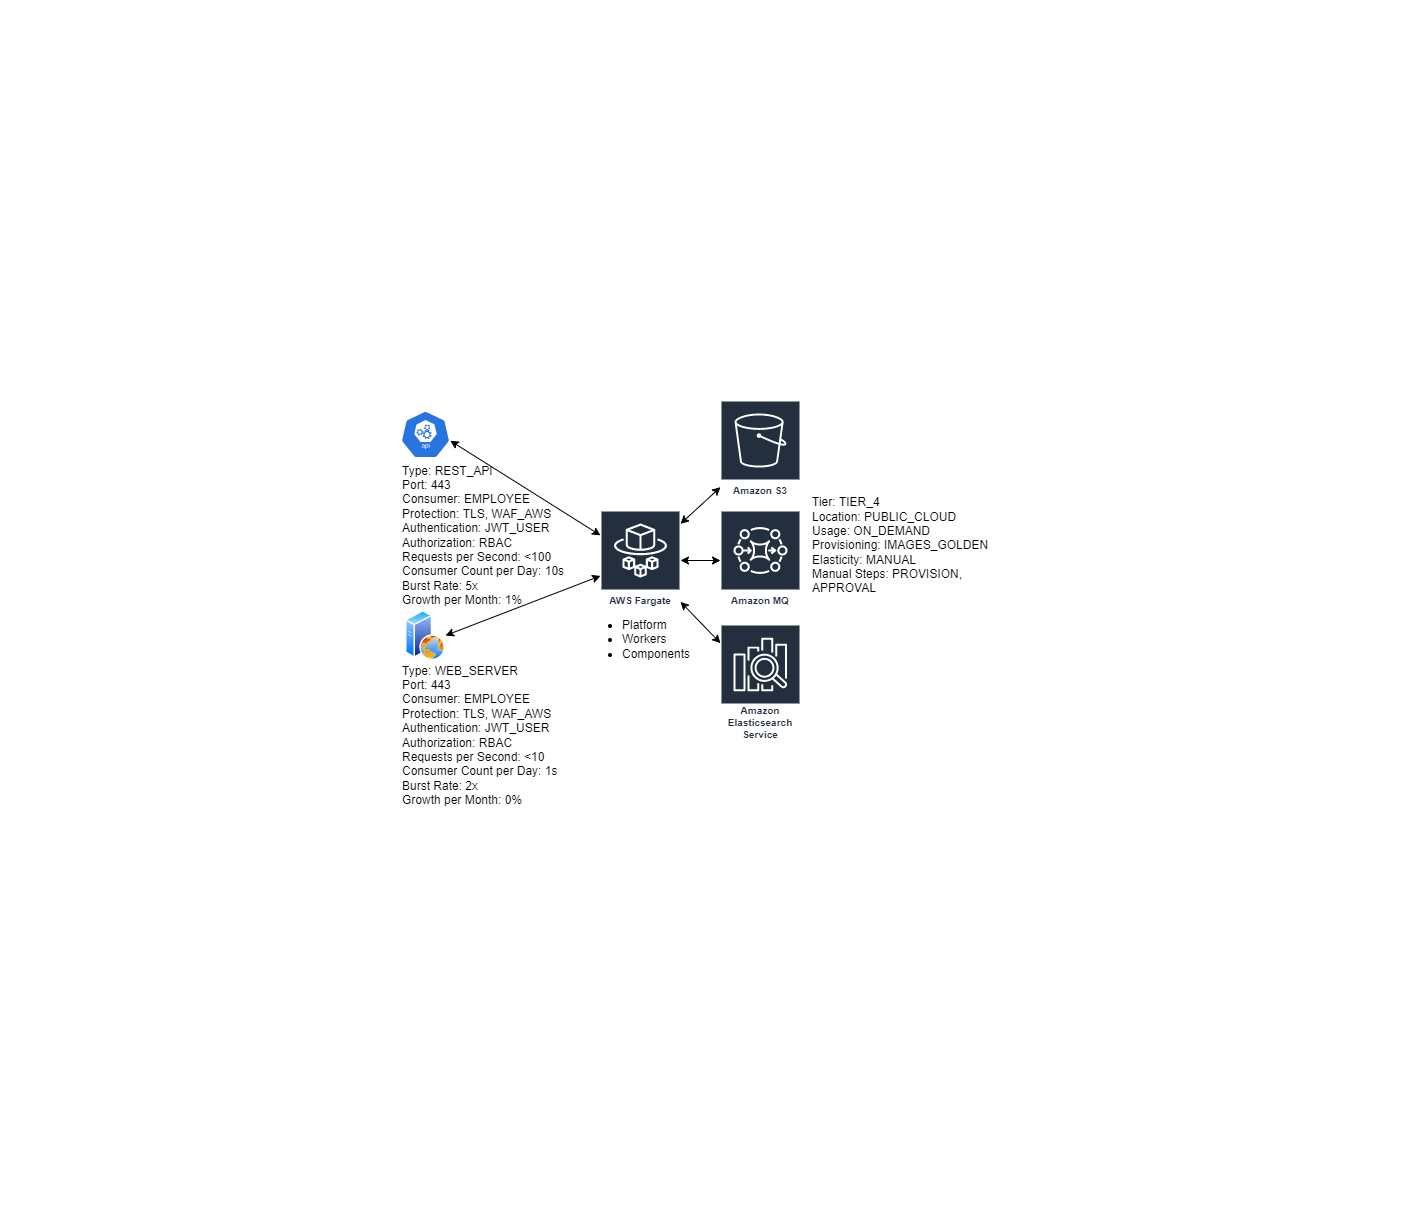 api
Type: REST_API
Port: 443
Consumer: EMPLOYEE
Protection: TLS, WAF_AWS
Authentication: JWT_USER
Authorization: RBAC
Requests per Second: <100
Consumer Count per Day: 10s
Burst Rate: 5x
Growth per Month: 1%
Type: WEB_SERVER
Port: 443
Consumer: EMPLOYEE
Protection: TLS, WAF_AWS
Authentication: JWT_USER
Authorization: RBAC
Requests per Second: <10
Consumer Count per Day: 1s
Burst Rate: 2x
Growth per Month: 0%
AWS Fargate
• Platform
• Workers
• Components
Amazon S3
Amazon MQ
Amazon
Elasticsearch
Service
Tier: TIER_4
Location: PUBLIC_CLOUD
Usage: ON_DEMAND
Provisioning: IMAGES_GOLDEN
Elasticity: MANUAL
Manual Steps: PROVISION,
APPROVAL